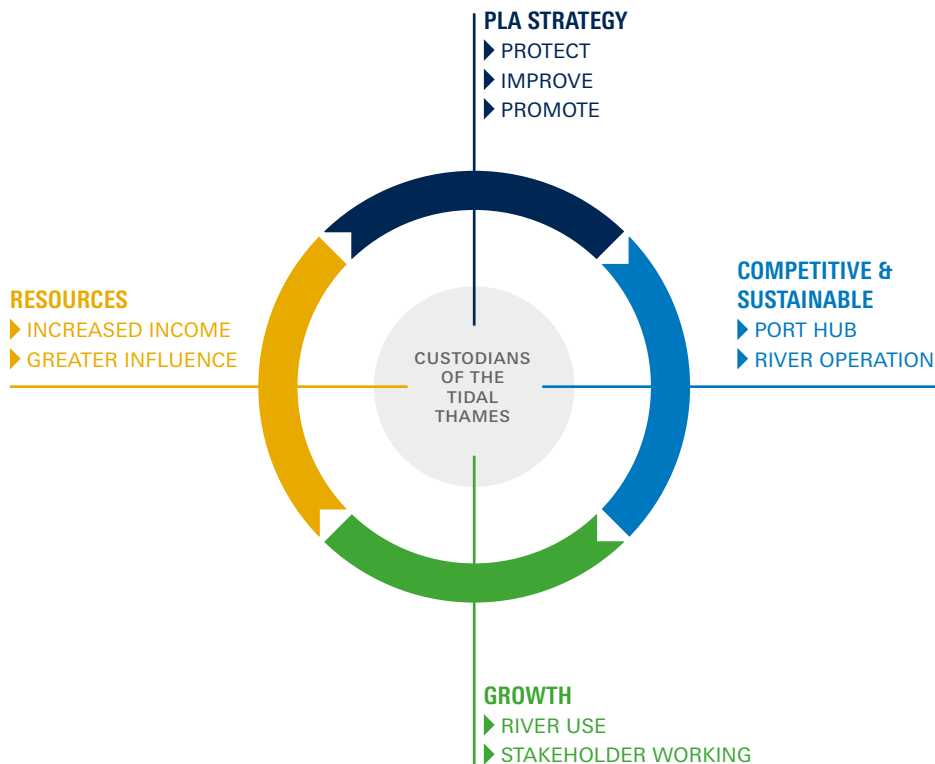 PLA STRATEGY
PROTECT
IMPROVE
PROMOTE
COMPETITIVE &
SUSTAINABLE
PORT HUB
RIVER OPERATION
RESOURCES
INCREASED INCOME
GREATER INFLUENCE
CUSTODIANS
OF THE
TIDAL
THAMES
GROWTH
RIVER USE
STAKEHOLDER WORKING